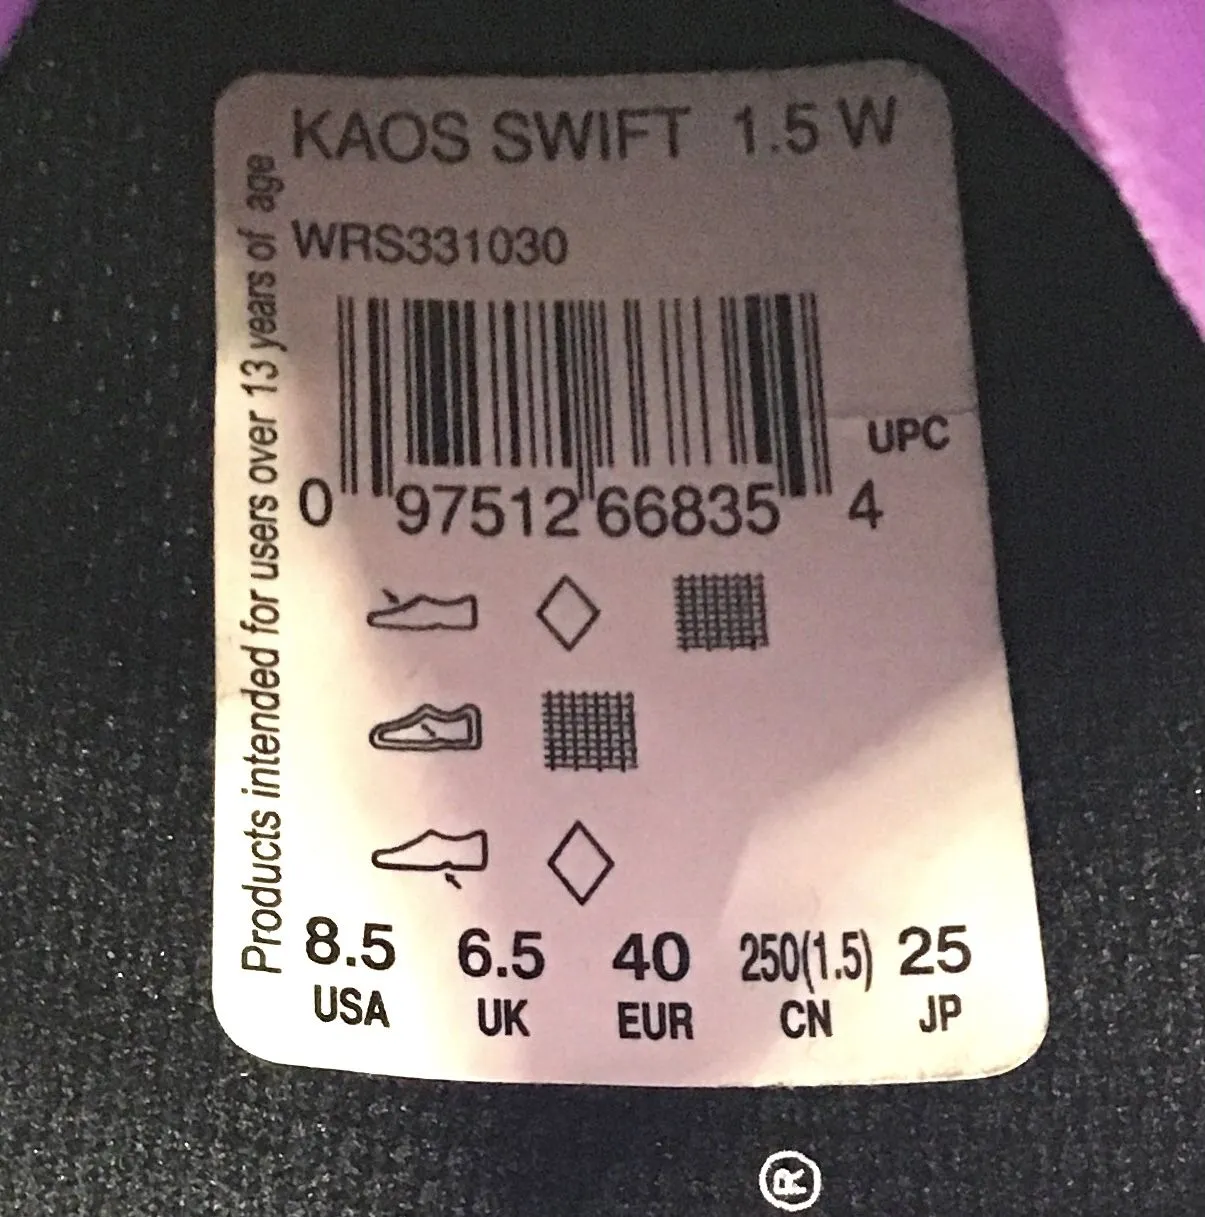 KAOS SWIFT 1.5 W
WRS331030
UPC
0 97512 66835 4
8.5 6.5 40 250(1.5) 25
USA UK EUR CN JP
Products intended for users over 13 years of age
®